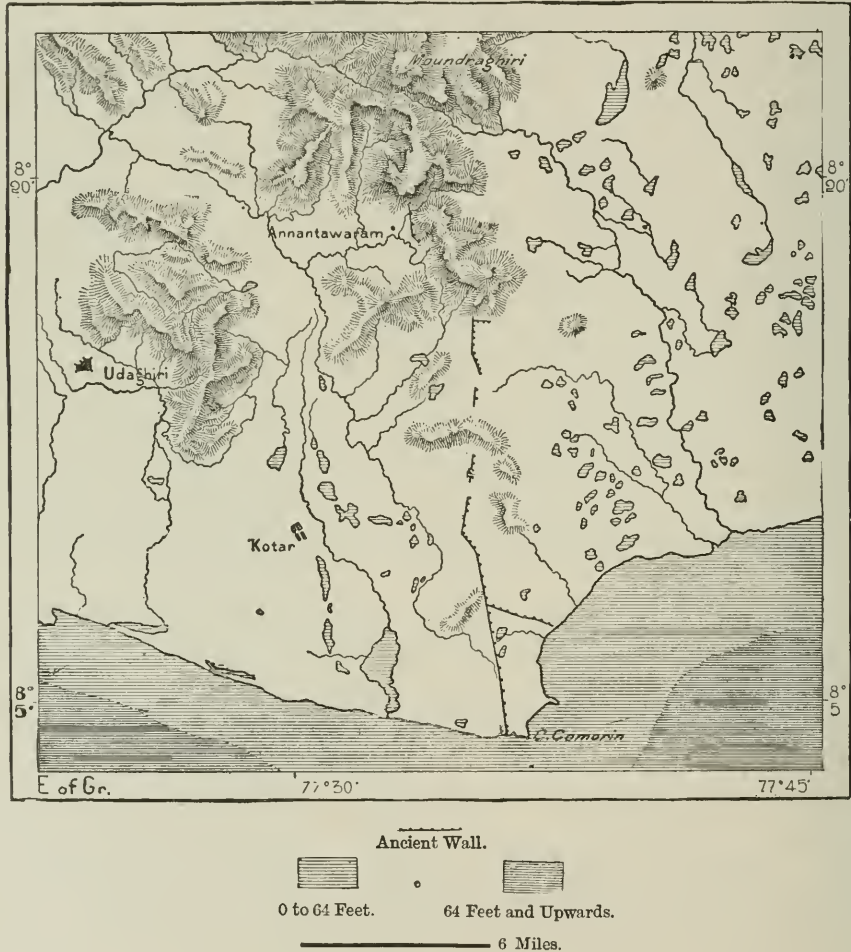 Moundraghiri
8°
20'
8°
20'
Annantawaram
Udaghiri
Kotar
8°
5'
8°
5
C. Comorin
E of Gr.
77°30'
77°45'
Ancient Wall.
0 to 64 Feet.
64 Feet and Upwards.
6 Miles.